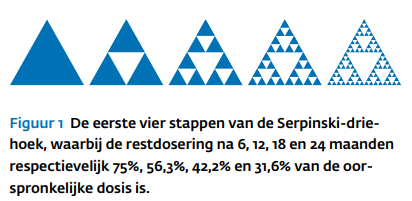 Figuur 1 De eerste vier stappen van de Serpinski-drie-
hoek, waarbij de restdosering na 6, 12, 18 en 24 maanden
respectievelijk 75%, 56,3%, 42,2% en 31,6% van de oor-
spronkelijke dosis is.